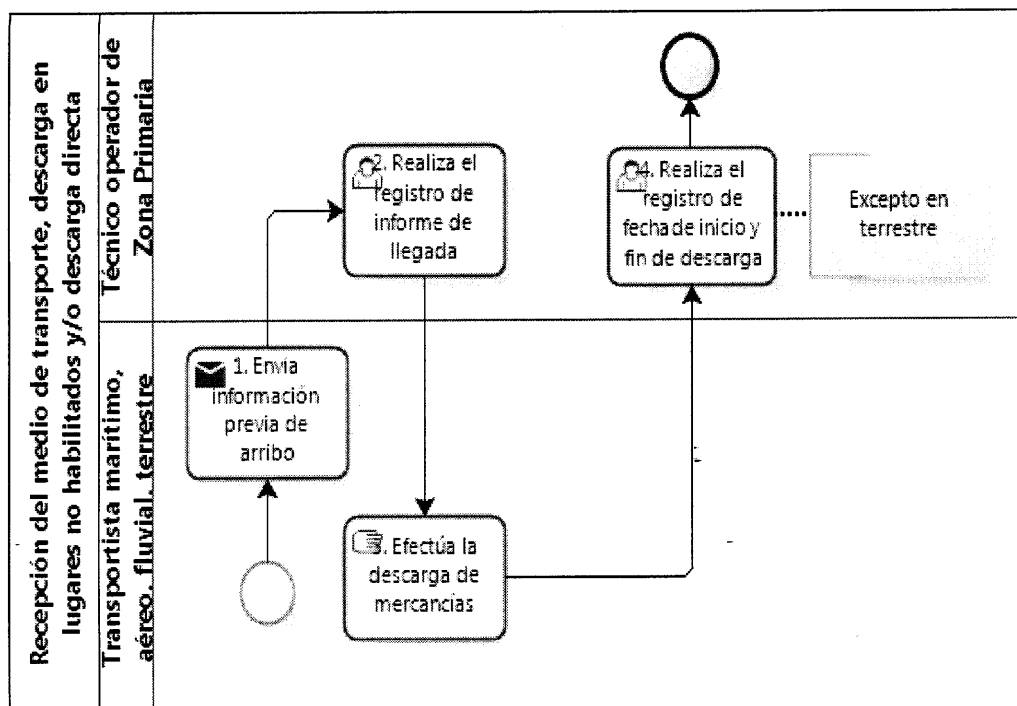 Recepción del medio de transporte, descarga en
lugares no habilitados y/o descarga directa
Técnico operador de
Zona Primaria
2. Realiza el
registro de
informe de
llegada
4. Realiza el
registro de
fecha de inicio y
fin de descarga
Excepto en
terrestre
Transportista marítimo,
aéreo, fluvial, terrestre
1. Envia
información
previa de
arribo
3. Efectúa la
descarga de
mercancías